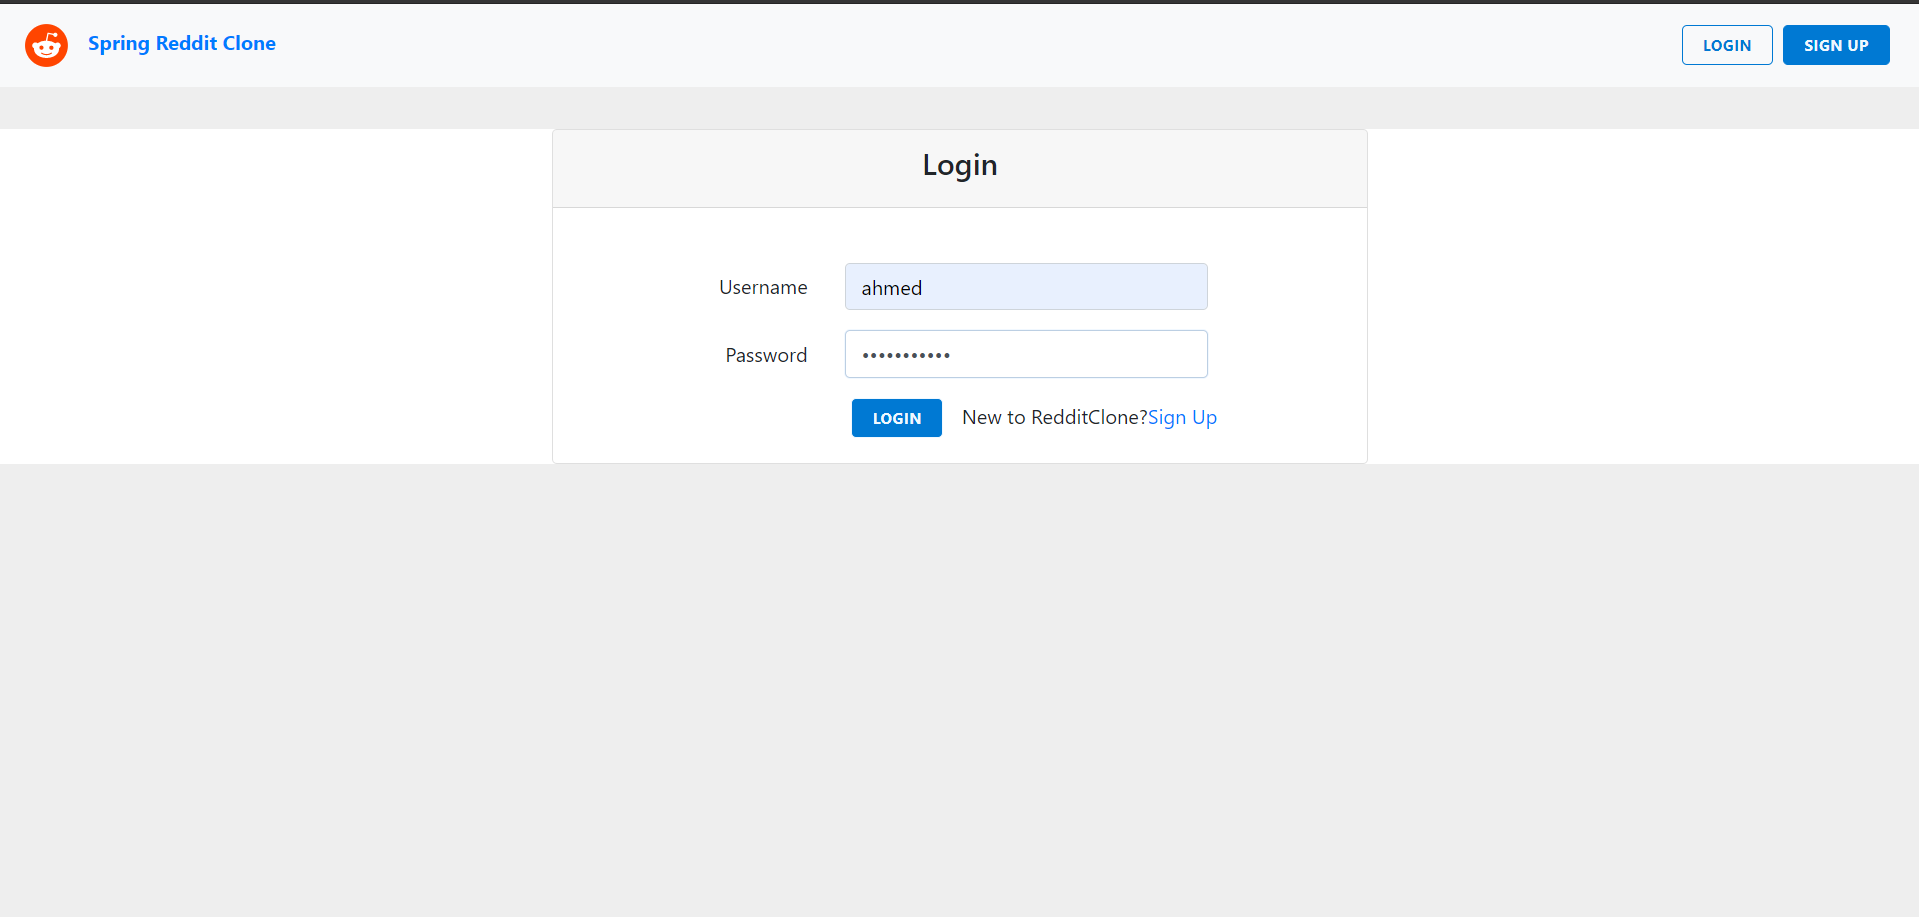 Spring Reddit Clone
LOGIN
SIGN UP
Login
Username
ahmed
Password
•••••••••••
LOGIN
New to RedditClone?Sign Up